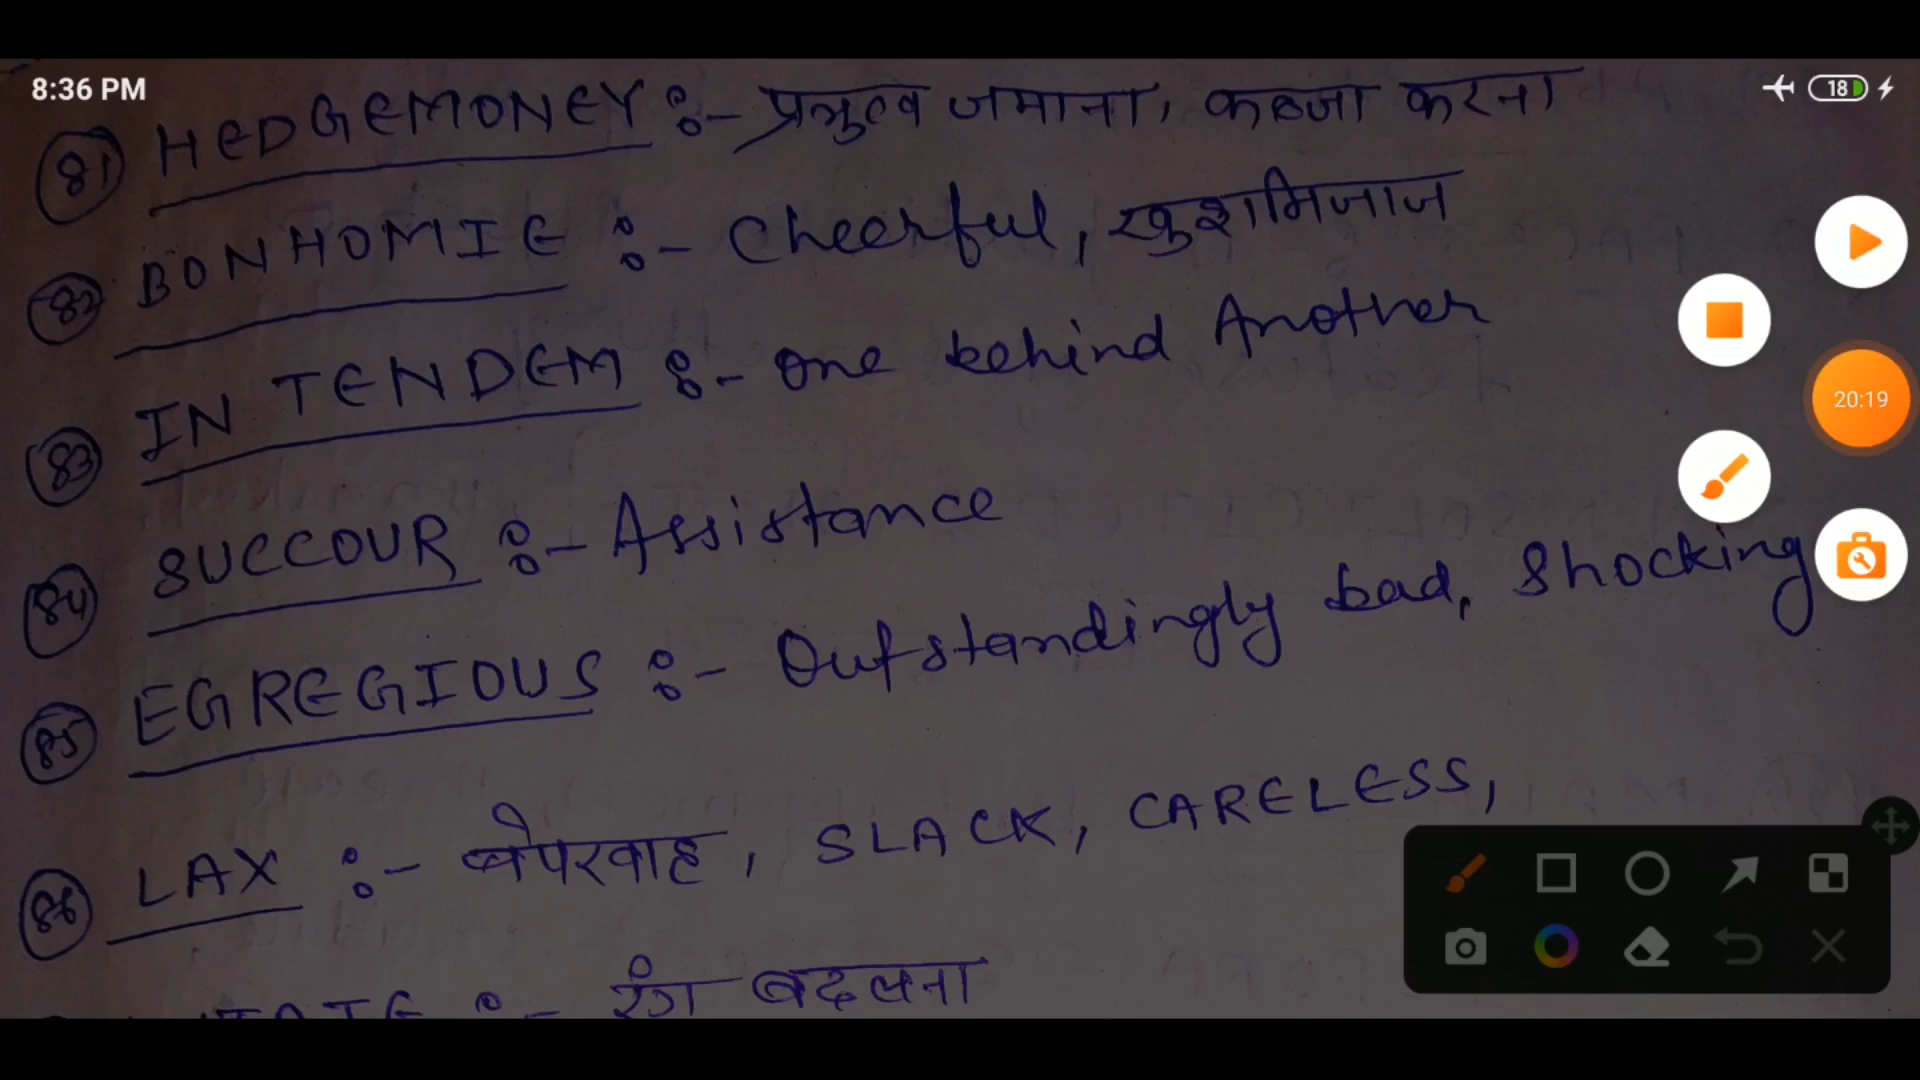 8:36 PM
18
81 HEDGEMONEY :- प्रभुत्व जमाना, कब्जा करना
82 BONHOMIE :- Cheerful, खुशमिजाज
83 IN TENDEM :- one behind Another
20:19
84 SUCCOUR :- Assistance
85 EGREGIOUS :- Outstandingly bad, Shocking
86 LAX :- बेपरवाह, SLACK, CARELESS,
:- रंग बदलना